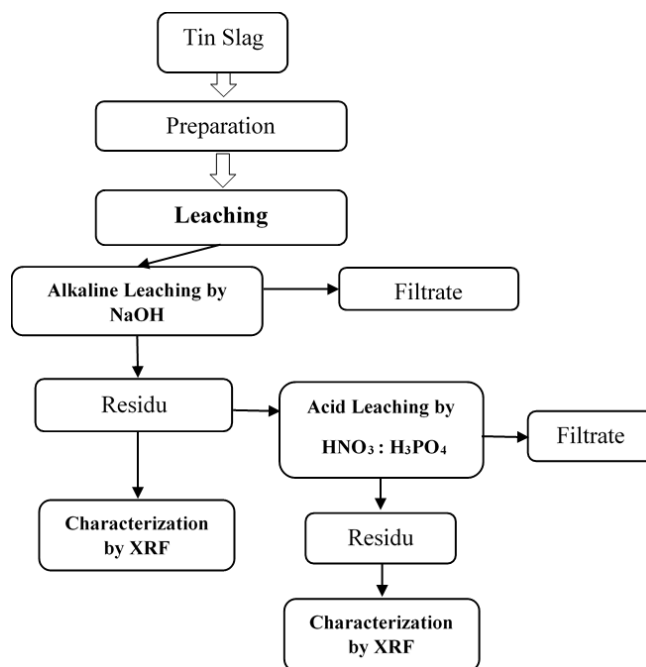 Tin Slag
Preparation
Leaching
Alkaline Leaching by
NaOH
Filtrate
Residu
Acid Leaching by
HNO₃ : H₃PO₄
Filtrate
Characterization
by XRF
Residu
Characterization
by XRF